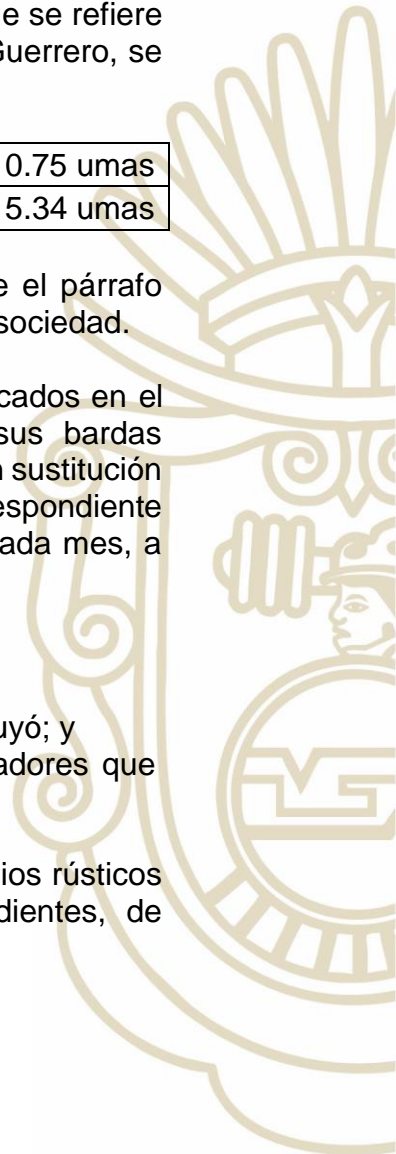 e se refiere
Guerrero, se
0.75 umas
5.34 umas
e el párrafo
sociedad.
cados en el
sus bardas
sustitución
espondiente
ada mes, a
uyó; y
adores que
ios rústicos
dientes, de